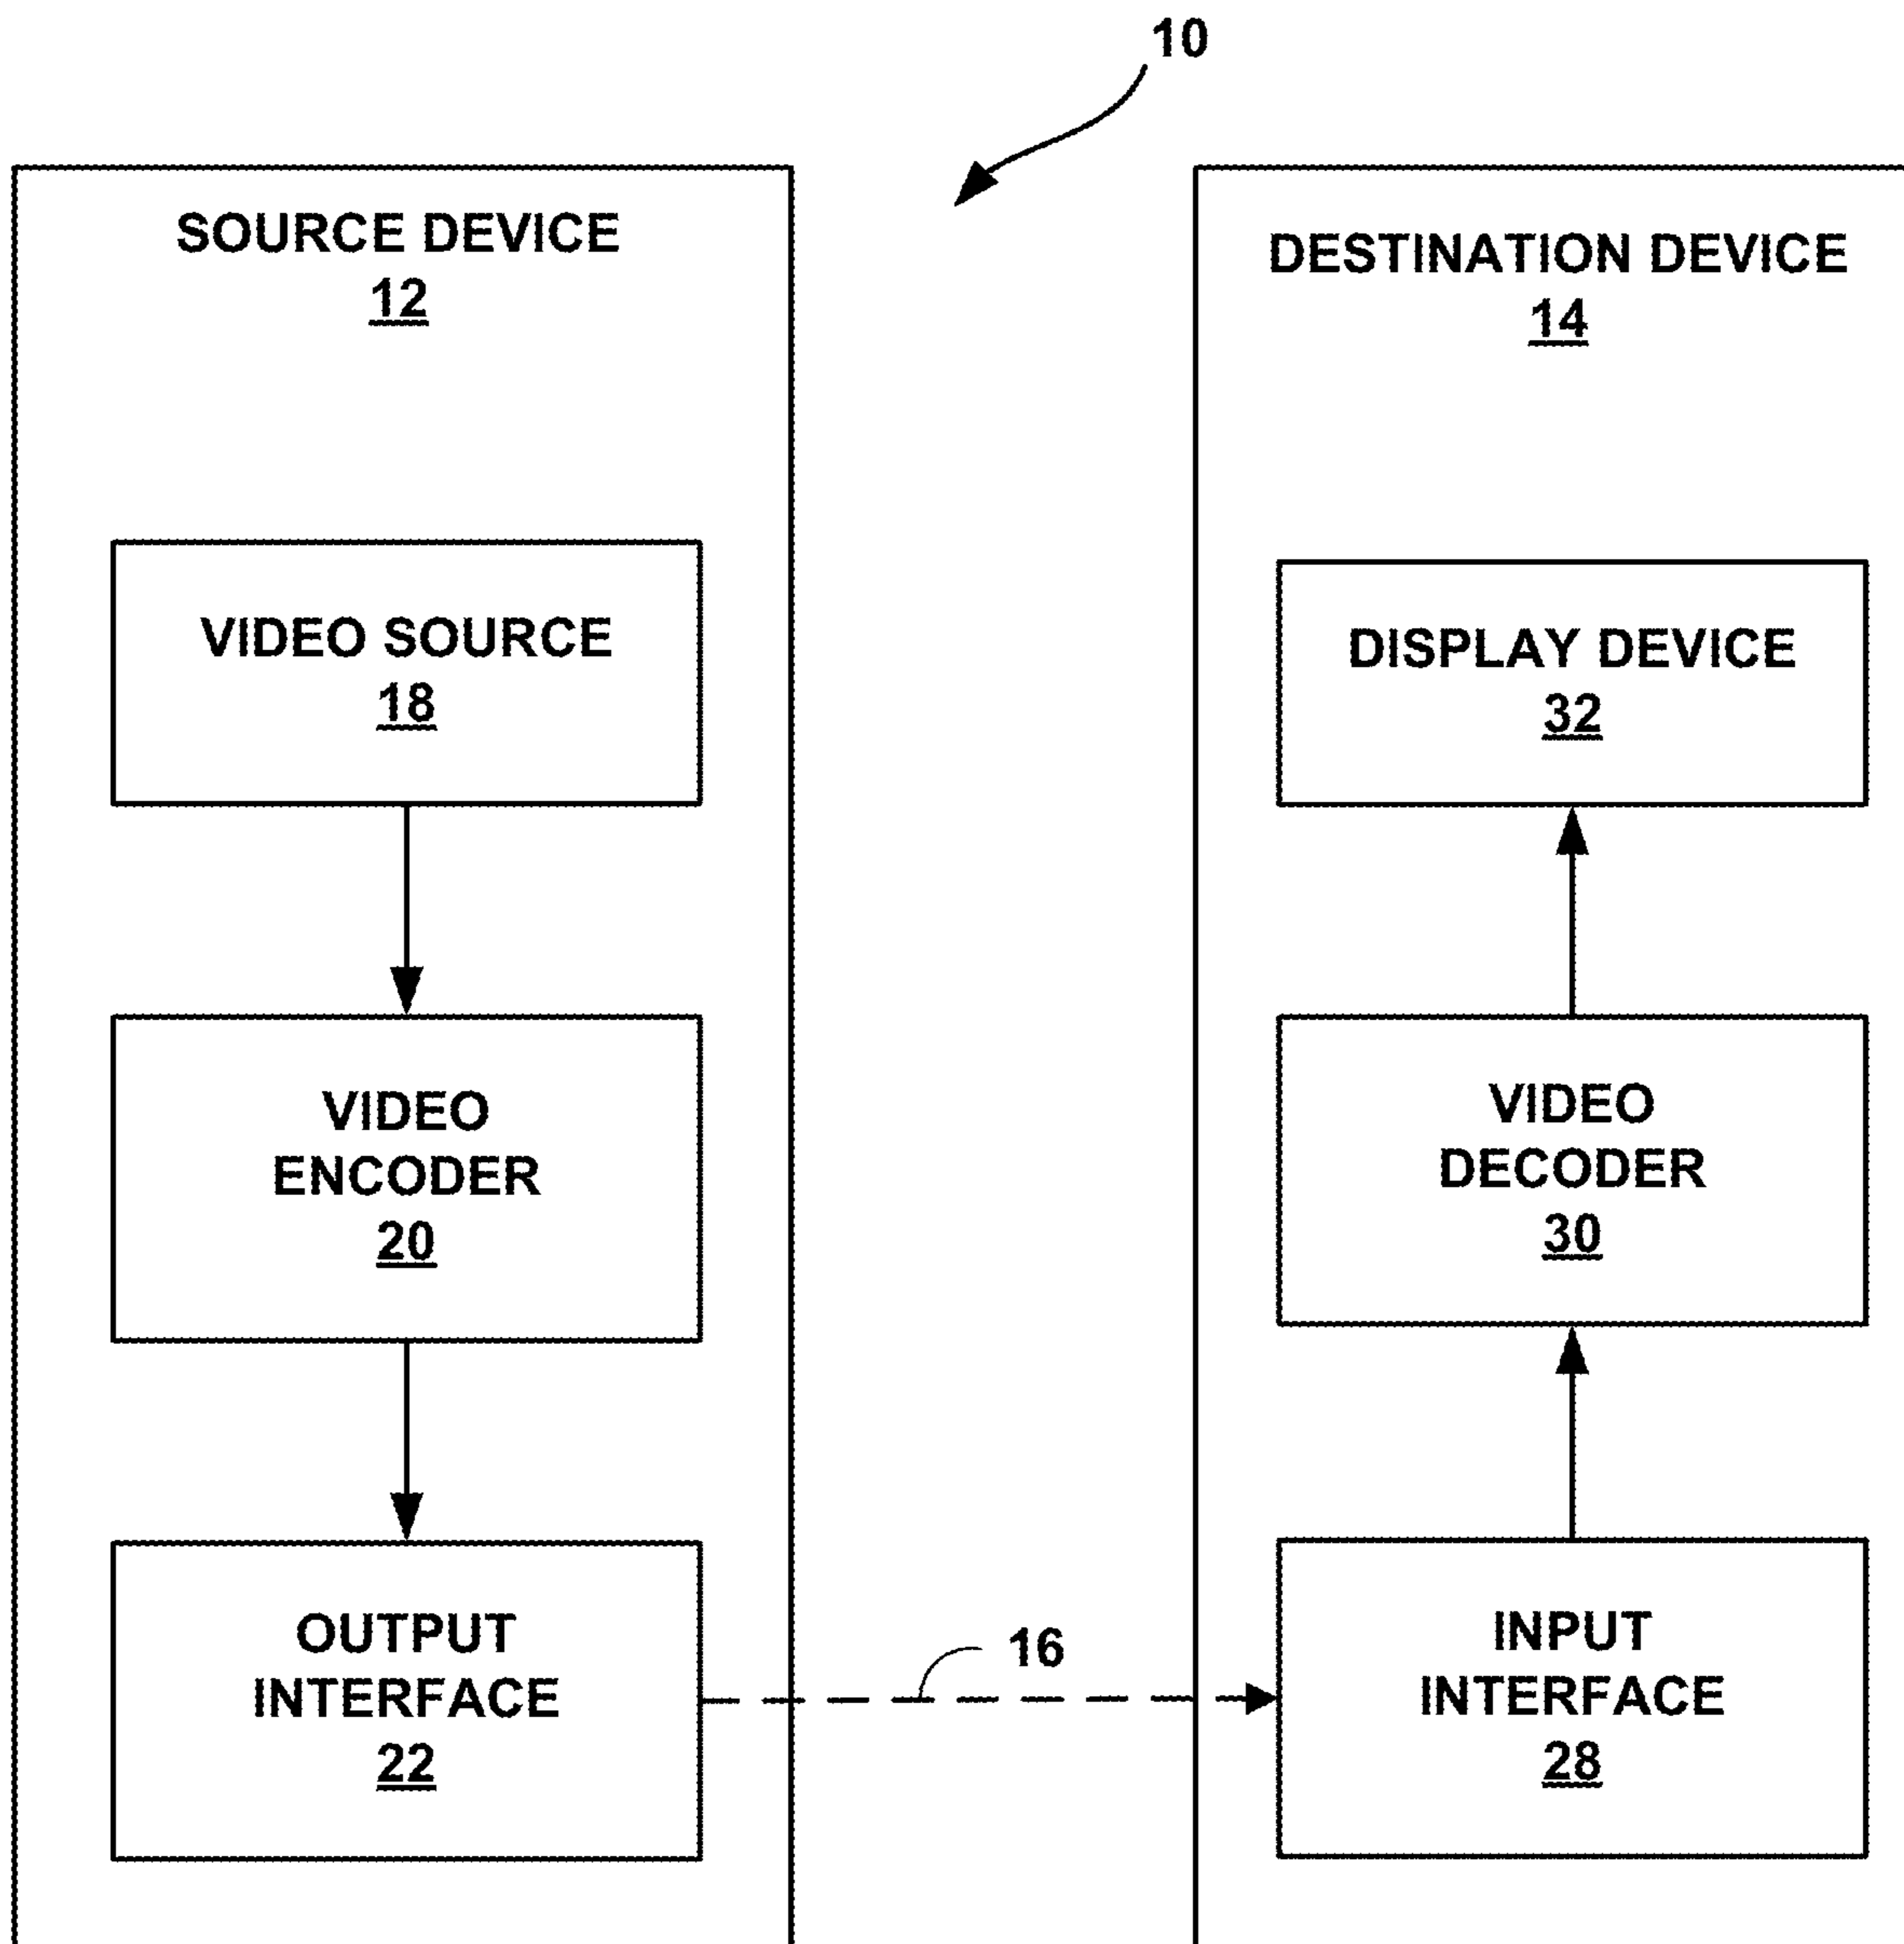 10
SOURCE DEVICE
12
VIDEO SOURCE
18
VIDEO
ENCODER
20
OUTPUT
INTERFACE
22
16
DESTINATION DEVICE
14
DISPLAY DEVICE
32
VIDEO
DECODER
30
INPUT
INTERFACE
28